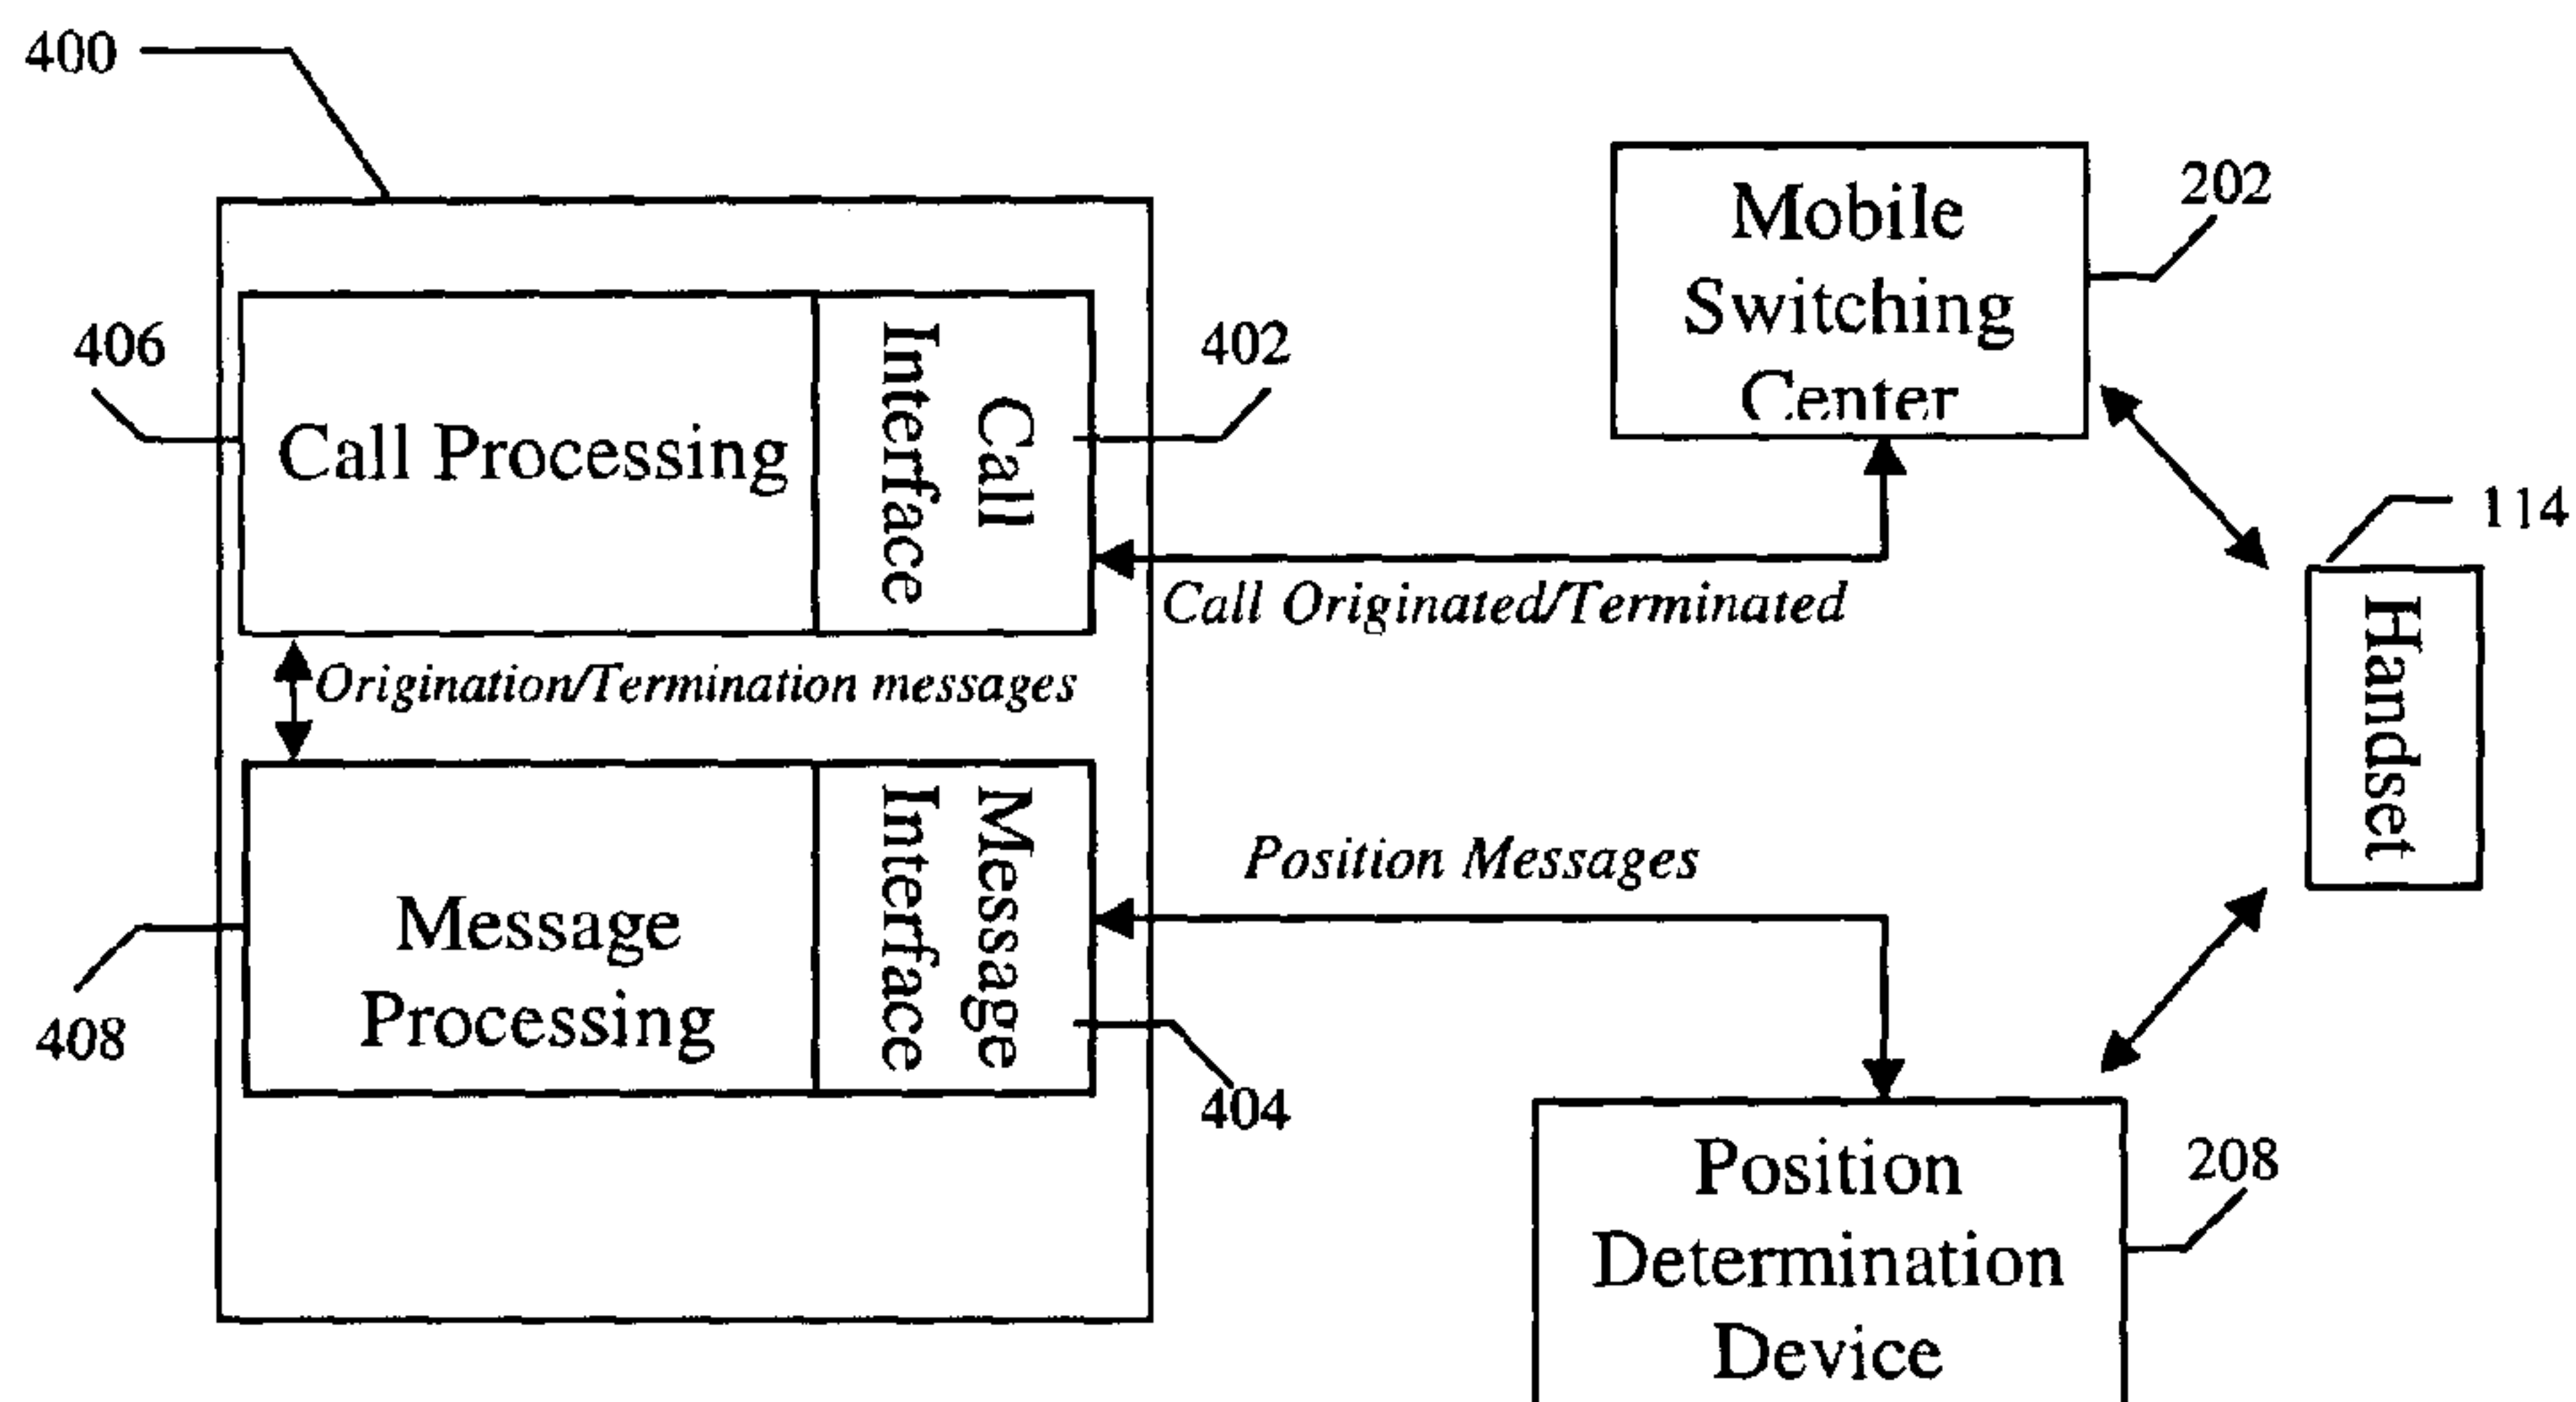 400
Mobile
Switching
Center
202
406
Call Processing
Call
Interface
402
114
Handset
Call Originated/Terminated
Origination/Termination messages
Message
Processing
Message
Interface
Position Messages
408
404
Position
Determination
Device
208